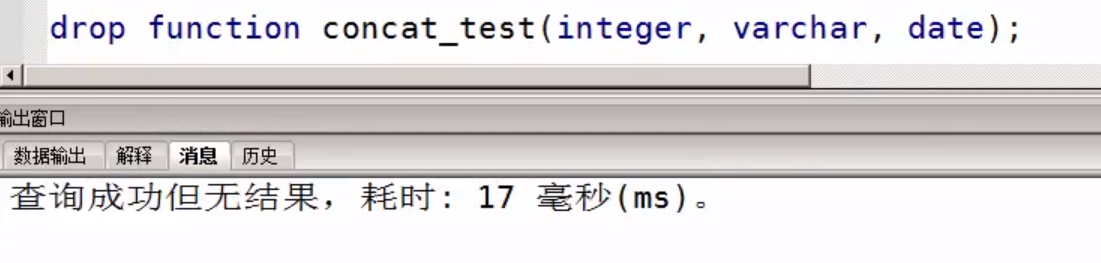 drop function concat_test(integer, varchar, date);
输出窗口
数据输出 解释 消息 历史
查询成功但无结果，耗时: 17 毫秒(ms)。